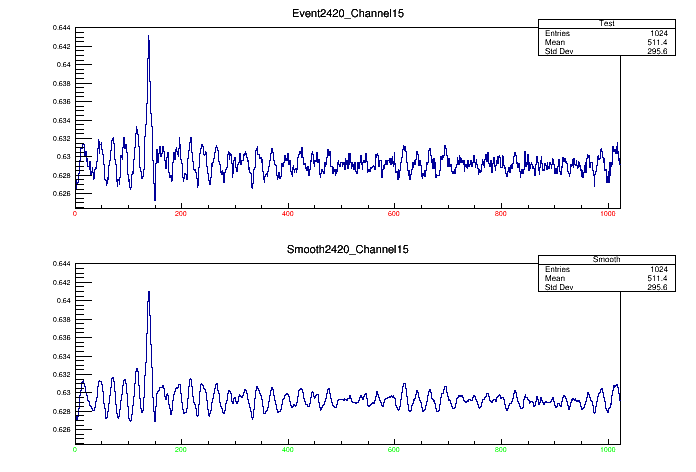 Event2420_Channel15
Test
Entries 1024
Mean 511.4
Std Dev 295.6
0.644
0.642
0.64
0.638
0.636
0.634
0.632
0.63
0.628
0.626
0 200 400 600 800 1000
Smooth2420_Channel15
Smooth
Entries 1024
Mean 511.4
Std Dev 295.6
0.644
0.642
0.64
0.638
0.636
0.634
0.632
0.63
0.628
0.626
0 200 400 600 800 1000